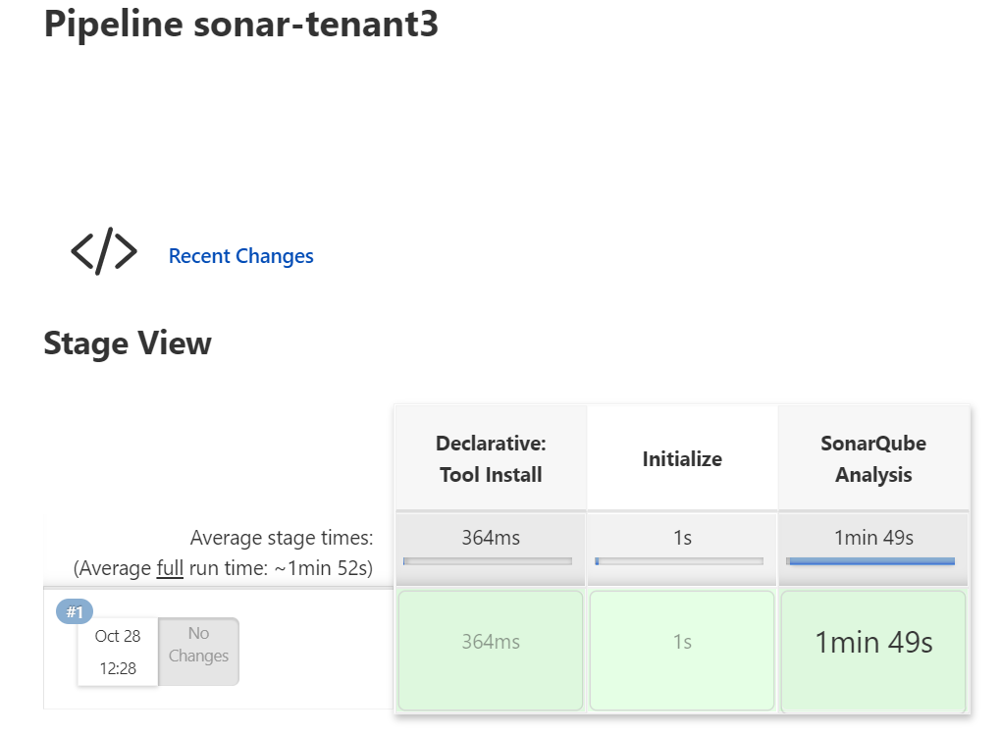 Pipeline sonar-tenant3
Recent Changes
Stage View
Declarative:
Tool Install
Initialize
SonarQube
Analysis
Average stage times:
(Average full run time: ~1min 52s)
364ms
1s
1min 49s
#1
Oct 28
12:28
No
Changes
364ms
1s
1min 49s